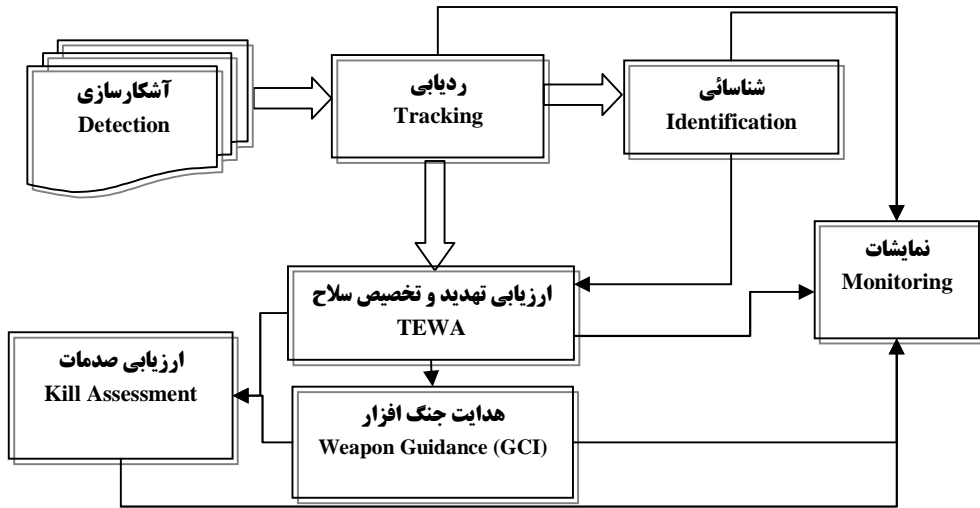 آشکارسازی
Detection
ردیابی
Tracking
شناسائی
Identification
نمایشات
Monitoring
ارزیابی تهدید و تخصیص سلاح
TEWA
ارزیابی صدمات
Kill Assessment
هدایت جنگ افزار
Weapon Guidance (GCI)